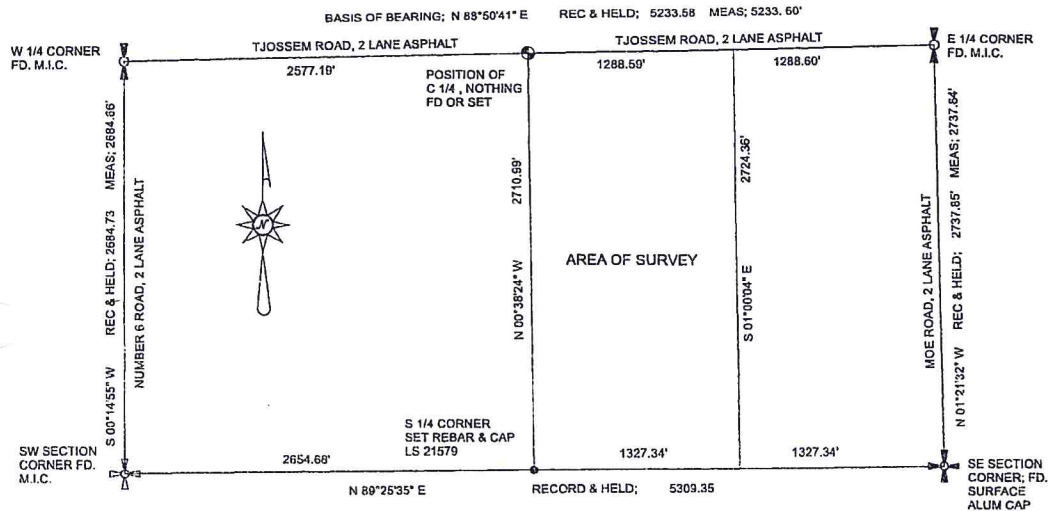 BASIS OF BEARING; N 88°50'41" E REC & HELD; 5233.58 MEAS; 5233.60'
W 1/4 CORNER
FD. M.I.C.
TJOSSEM ROAD, 2 LANE ASPHALT
2577.19'
TJOSSEM ROAD, 2 LANE ASPHALT
1288.59'
1288.60'
E 1/4 CORNER
FD. M.I.C.
POSITION OF
C 1/4 , NOTHING
FD OR SET
S 00°14'55" W REC & HELD; 2684.73 MEAS; 2684.66'
NUMBER 6 ROAD, 2 LANE ASPHALT
N
N 00°38'24" W 2710.99'
AREA OF SURVEY
S 01°00'04" E 2724.36'
MOE ROAD, 2 LANE ASPHALT
N 01°21'32" W REC & HELD; 2737.85' MEAS; 2737.84'
S 1/4 CORNER
SET REBAR & CAP
LS 21579
SW SECTION
CORNER FD.
M.I.C.
2654.68'
1327.34'
1327.34'
SE SECTION
CORNER; FD.
SURFACE
ALUM CAP
N 89°25'35" E RECORD & HELD; 5309.35